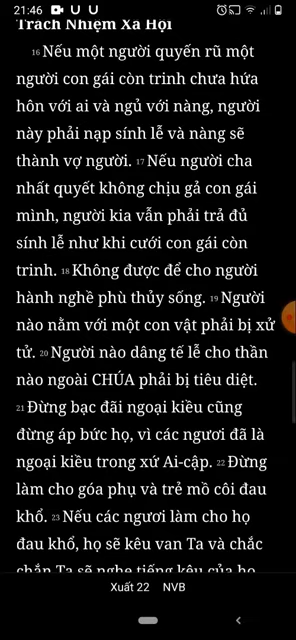 21:46
Trách Nhiệm Xã Hội
16 Nếu một người quyến rũ một
người con gái còn trinh chưa hứa
hôn với ai và ngủ với nàng, người
này phải nạp sính lễ và nàng sẽ
thành vợ người. 17 Nếu người cha
nhất quyết không chịu gả con gái
mình, người kia vẫn phải trả đủ
sính lễ như khi cưới con gái còn
trinh. 18 Không được để cho người
hành nghề phù thủy sống. 19 Người
nào nằm với một con vật phải bị xử
tử. 20 Người nào dâng tế lễ cho thần
nào ngoài CHÚA phải bị tiêu diệt.
21 Đừng bạc đãi ngoại kiều cũng
đừng áp bức họ, vì các ngươi đã là
ngoại kiều trong xứ Ai-cập. 22 Đừng
làm cho góa phụ và trẻ mồ côi đau
khổ. 23 Nếu các ngươi làm cho họ
đau khổ, họ sẽ kêu van Ta và chắc
chắn Ta sẽ nghe tiếng kêu của họ
Xuất 22 NVB